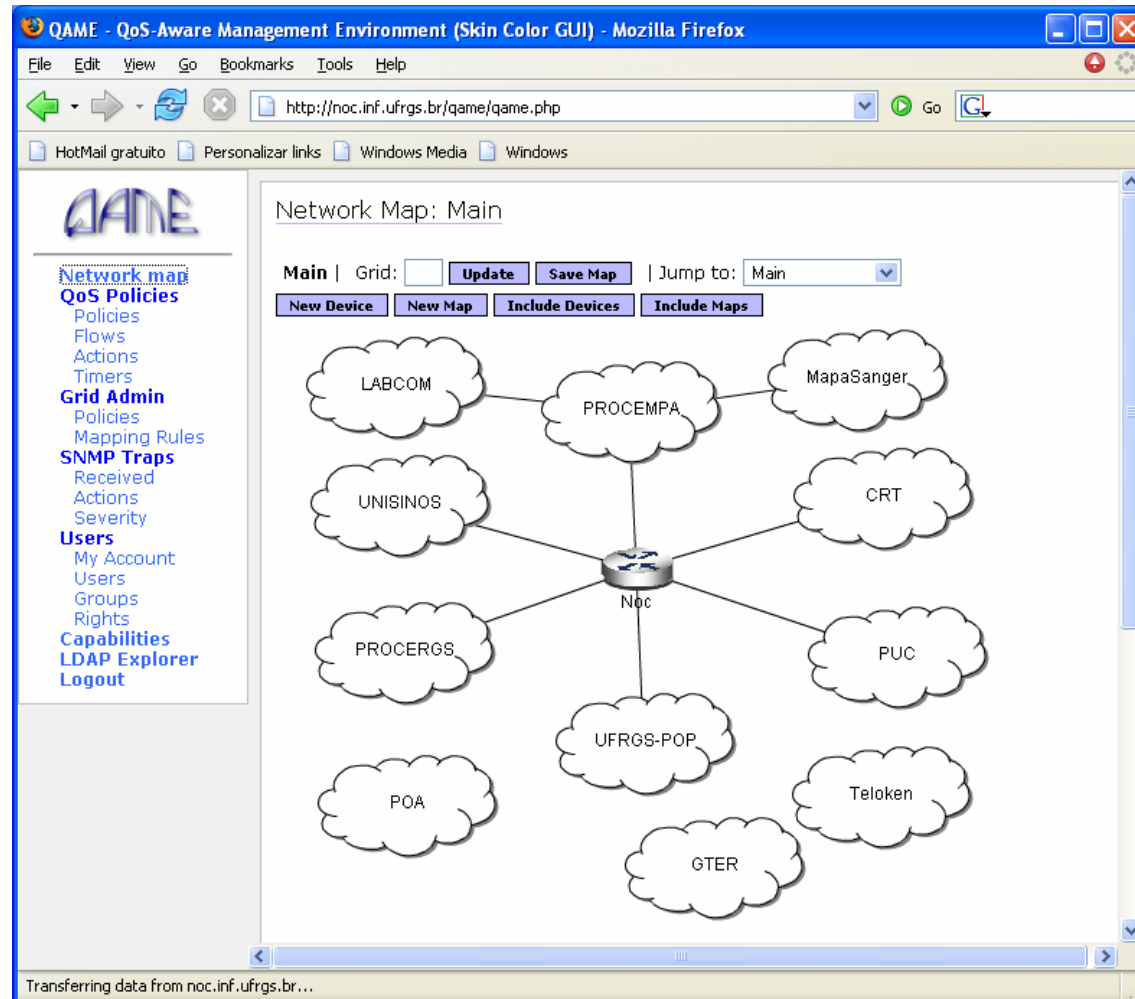 QAME - QoS-Aware Management Environment (Skin Color GUI) - Mozilla Firefox
File Edit View Go Bookmarks Tools Help
http://noc.inf.ufrgs.br/qame/qame.php Go G
HotMail gratuito Personalizar links Windows Media Windows
QAME
Network map
QoS Policies
Policies
Flows
Actions
Timers
Grid Admin
Policies
Mapping Rules
SNMP Traps
Received
Actions
Severity
Users
My Account
Users
Groups
Rights
Capabilities
LDAP Explorer
Logout
Network Map: Main
Main | Grid: Update Save Map | Jump to: Main
New Device New Map Include Devices Include Maps
LABCOM
PROCEMPA
MapaSanger
UNISINOS
CRT
Noc
PROCERGS
PUC
UFRGS-POP
POA
Teloken
GTER
Transferring data from noc.inf.ufrgs.br...